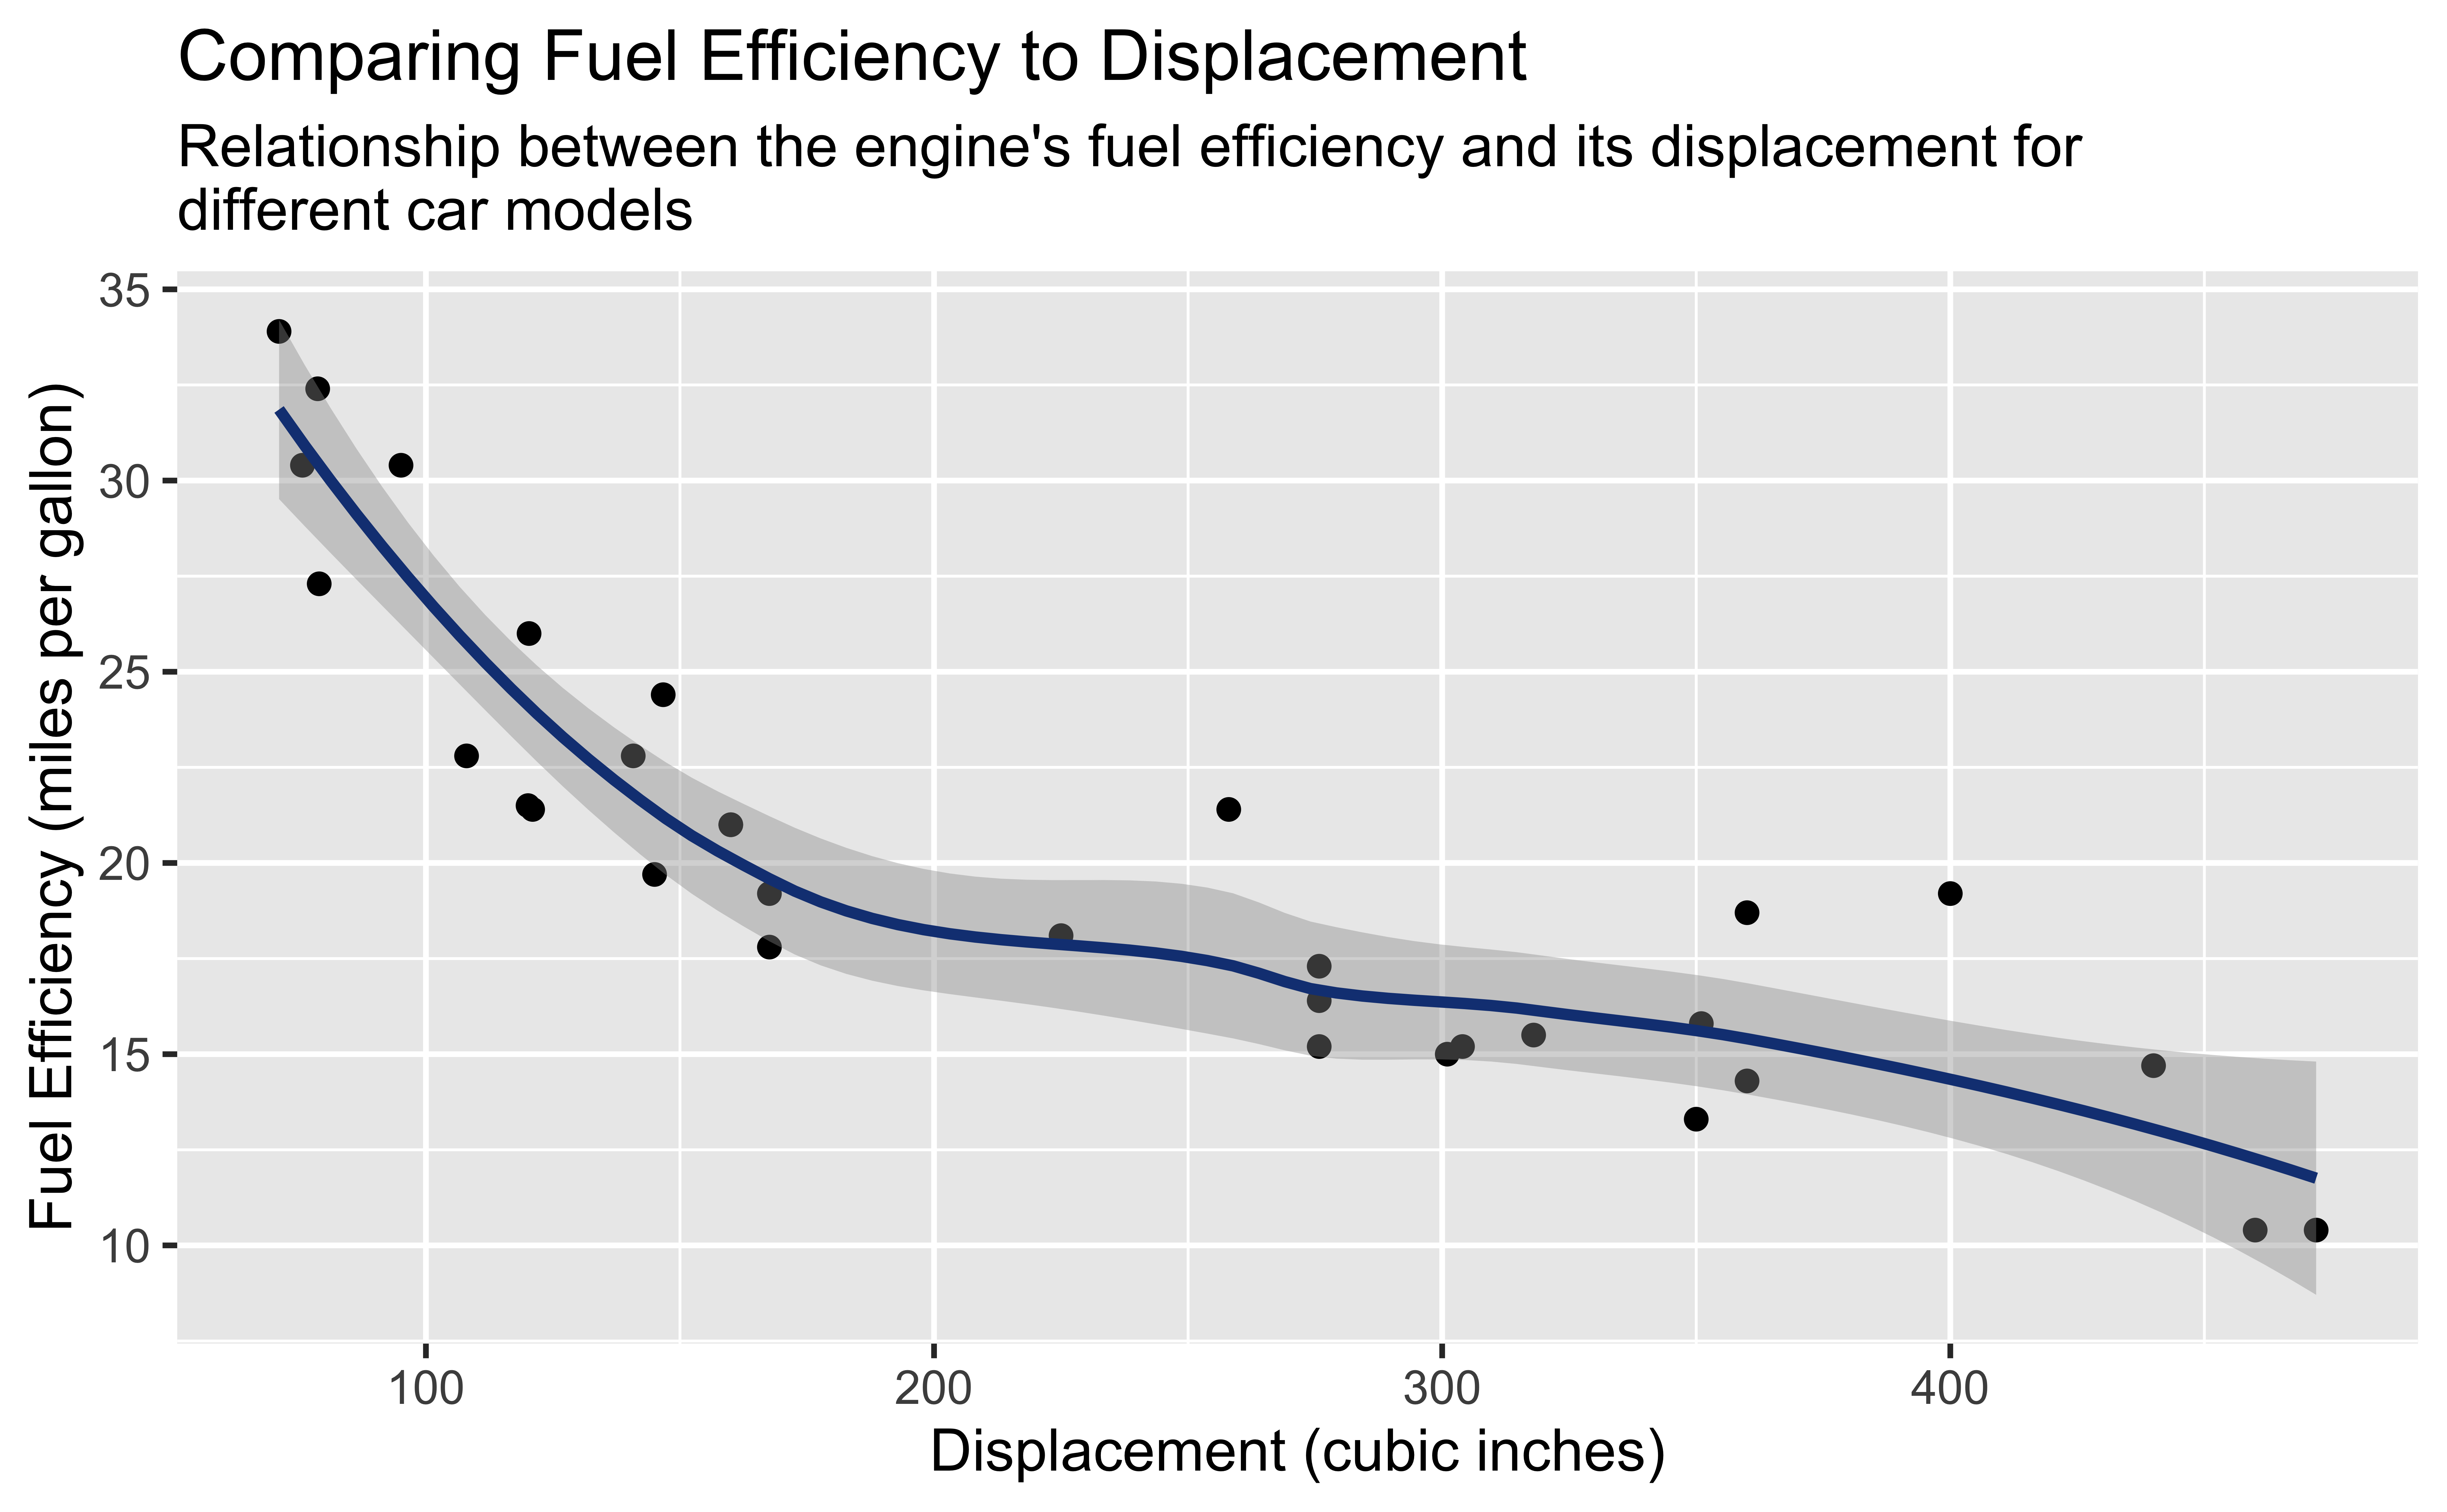 Comparing Fuel Efficiency to Displacement
Relationship between the engine's fuel efficiency and its displacement for
different car models
Fuel Efficiency (miles per gallon)
35
30
25
20
15
10
100
200
300
400
Displacement (cubic inches)